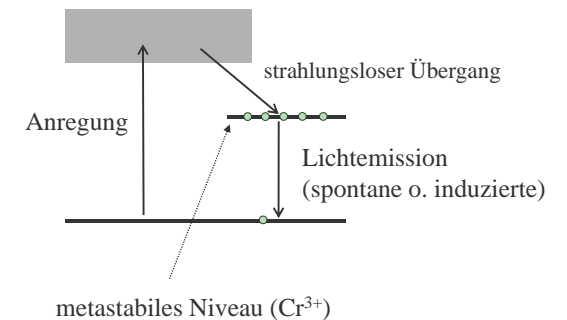 strahlungsloser Übergang
Anregung
Lichtemission
(spontane o. induzierte)
metastabiles Niveau (Cr³⁺)